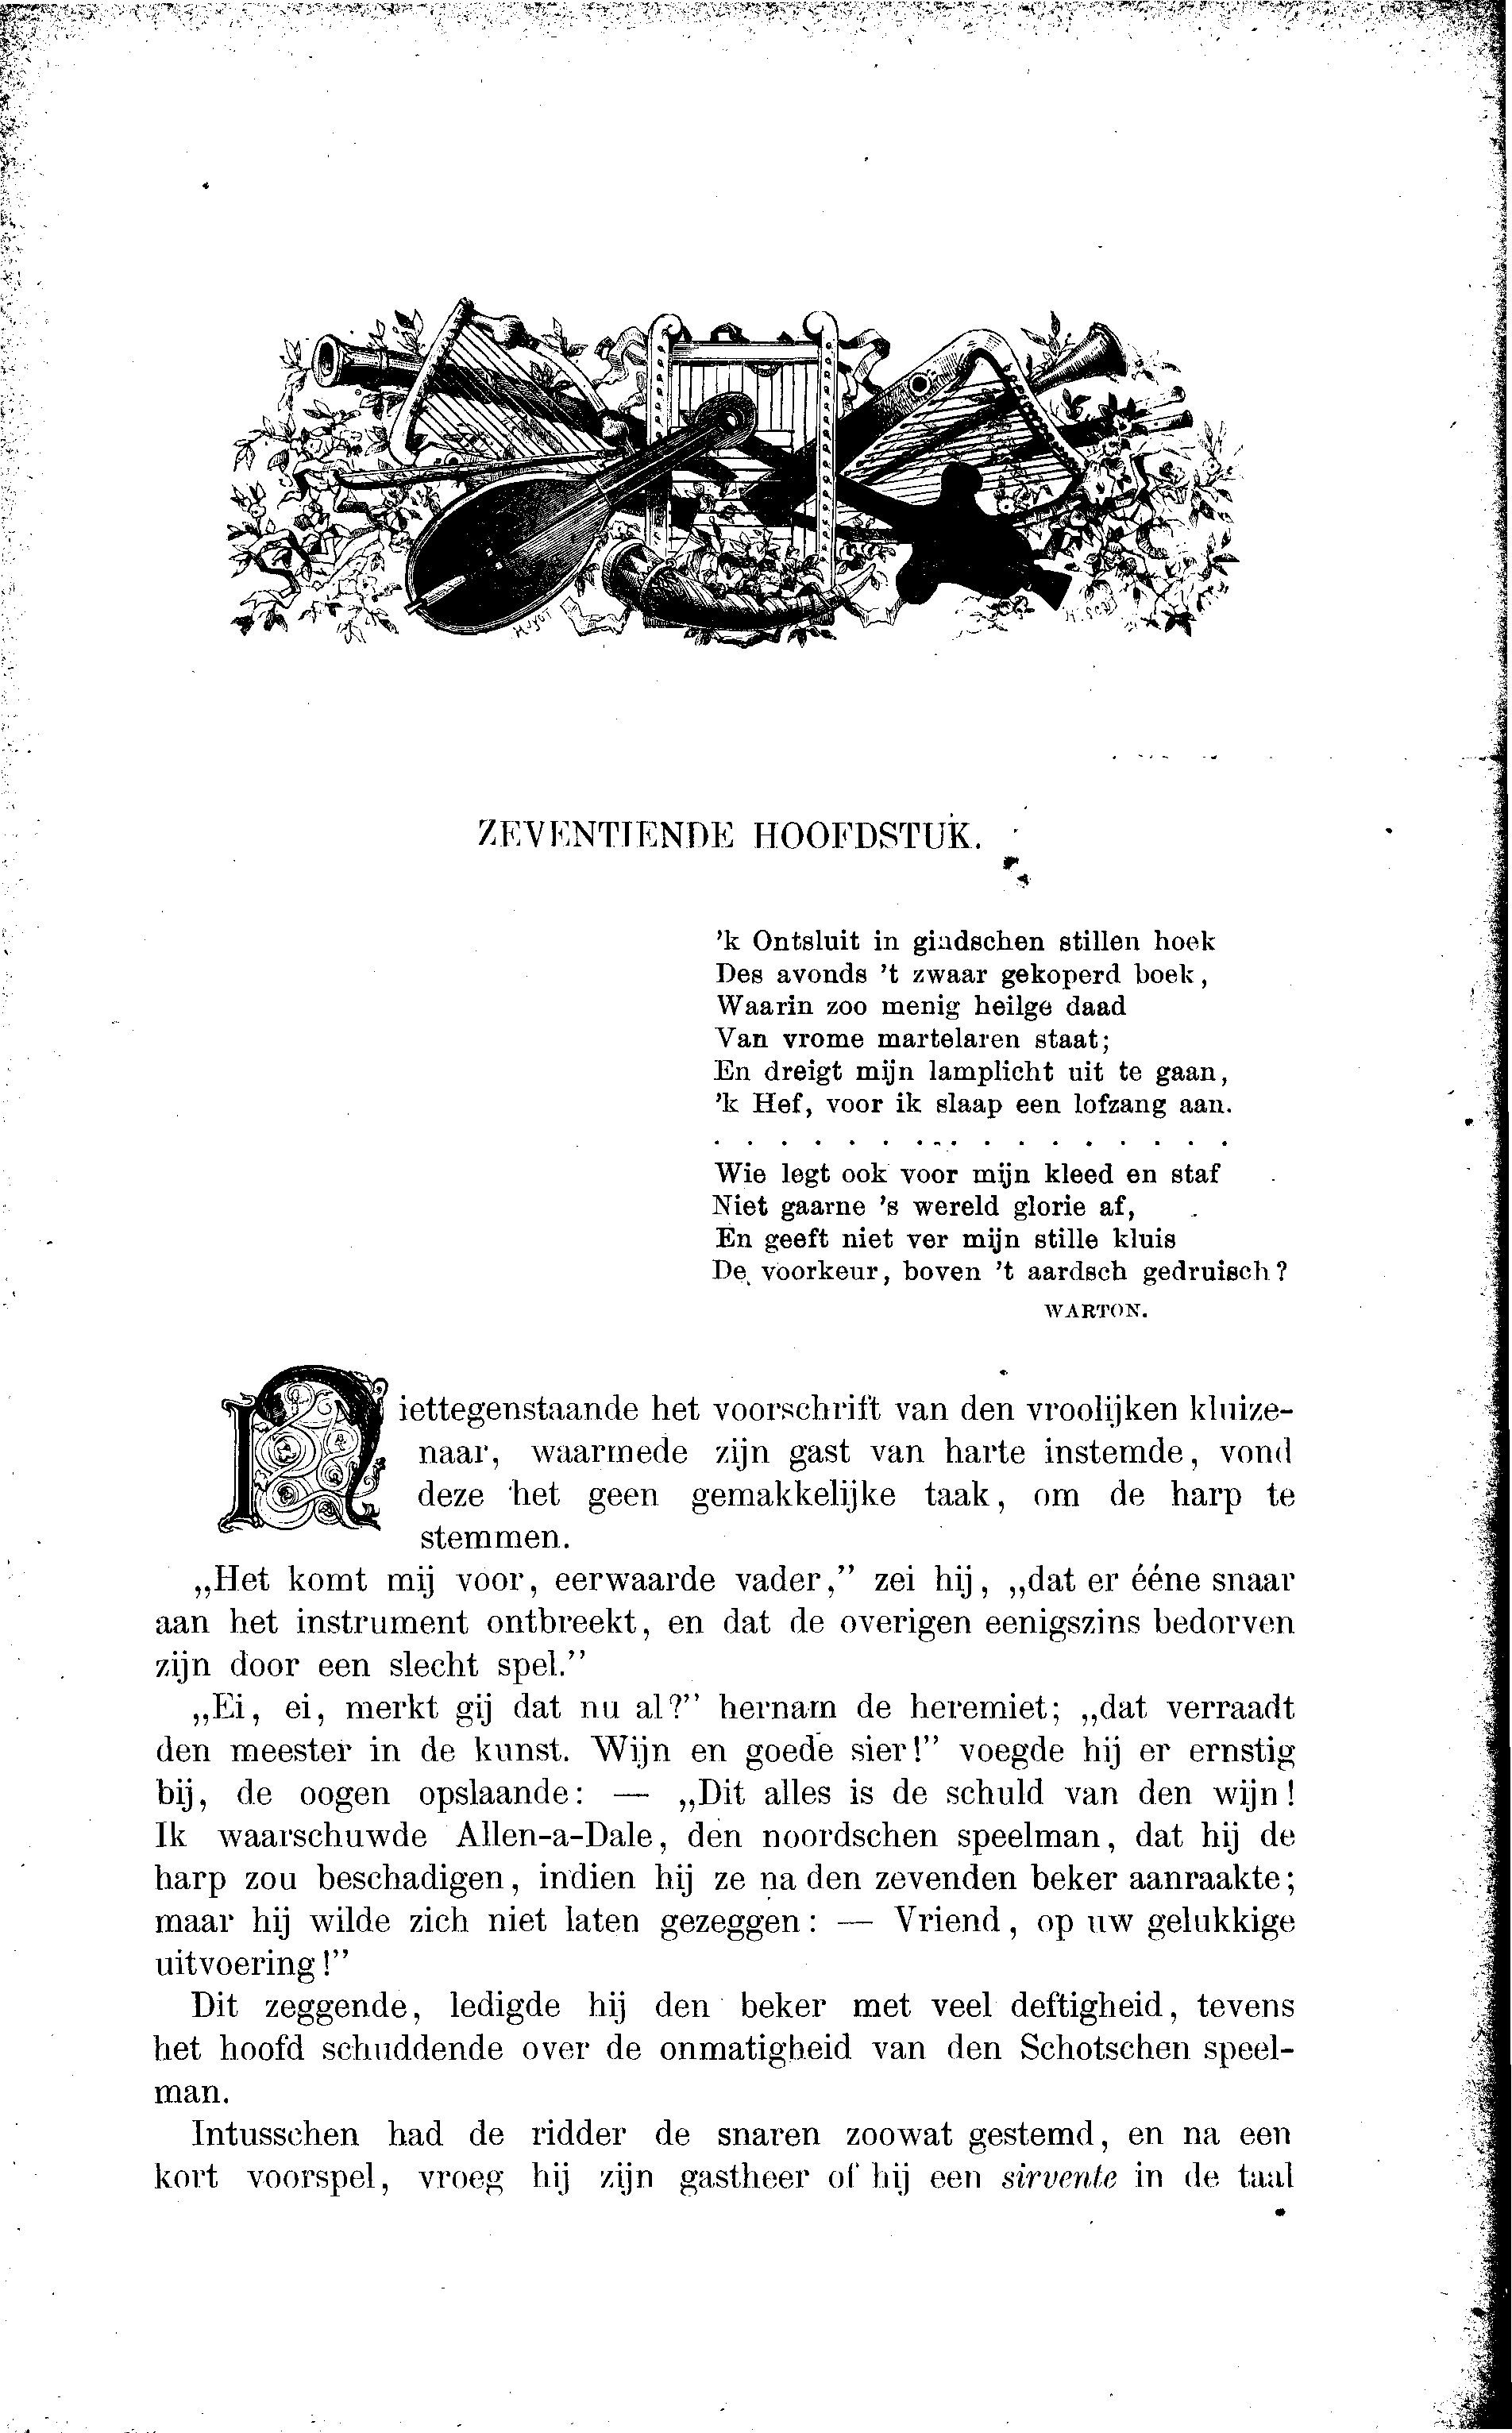 ZEVENTIENDE HOOFDSTUK.
'k Ontsluit in gindschen stillen hoek
Des avonds 't zwaar gekoperd boek,
Waarin zoo menig heilge daad
Van vrome martelaren staat;
En dreigt mijn lamplicht uit te gaan,
'k Hef, voor ik slaap een lofzang aan.
. . . . . . . . . . . . . . . .
Wie legt ook voor mijn kleed en staf
Niet gaarne 's wereld glorie af,
En geeft niet ver mijn stille kluis
De voorkeur, boven 't aardsch gedruisch?
WARTON.
Niettegenstaande het voorschrift van den vroolijken kluize-
naar, waarmede zijn gast van harte instemde, vond
deze het geen gemakkelijke taak, om de harp te
stemmen.
„Het komt mij voor, eerwaarde vader,” zei hij, „dat er ééne snaar
aan het instrument ontbreekt, en dat de overigen eenigszins bedorven
zijn door een slecht spel.”
„Ei, ei, merkt gij dat nu al?” hernam de heremiet; „dat verraadt
den meester in de kunst. Wijn en goede sier!” voegde hij er ernstig
bij, de oogen opslaande: — „Dit alles is de schuld van den wijn!
Ik waarschuwde Allen-a-Dale, den noordschen speelman, dat hij de
harp zou beschadigen, indien hij ze na den zevenden beker aanraakte;
maar hij wilde zich niet laten gezeggen: — Vriend, op uw gelukkige
uitvoering!”
Dit zeggende, ledigde hij den beker met veel deftigheid, tevens
het hoofd schuddende over de onmatigheid van den Schotschen speel-
man.
Intusschen had de ridder de snaren zoowat gestemd, en na een
kort voorspel, vroeg hij zijn gastheer of hij een sirvente in de taal